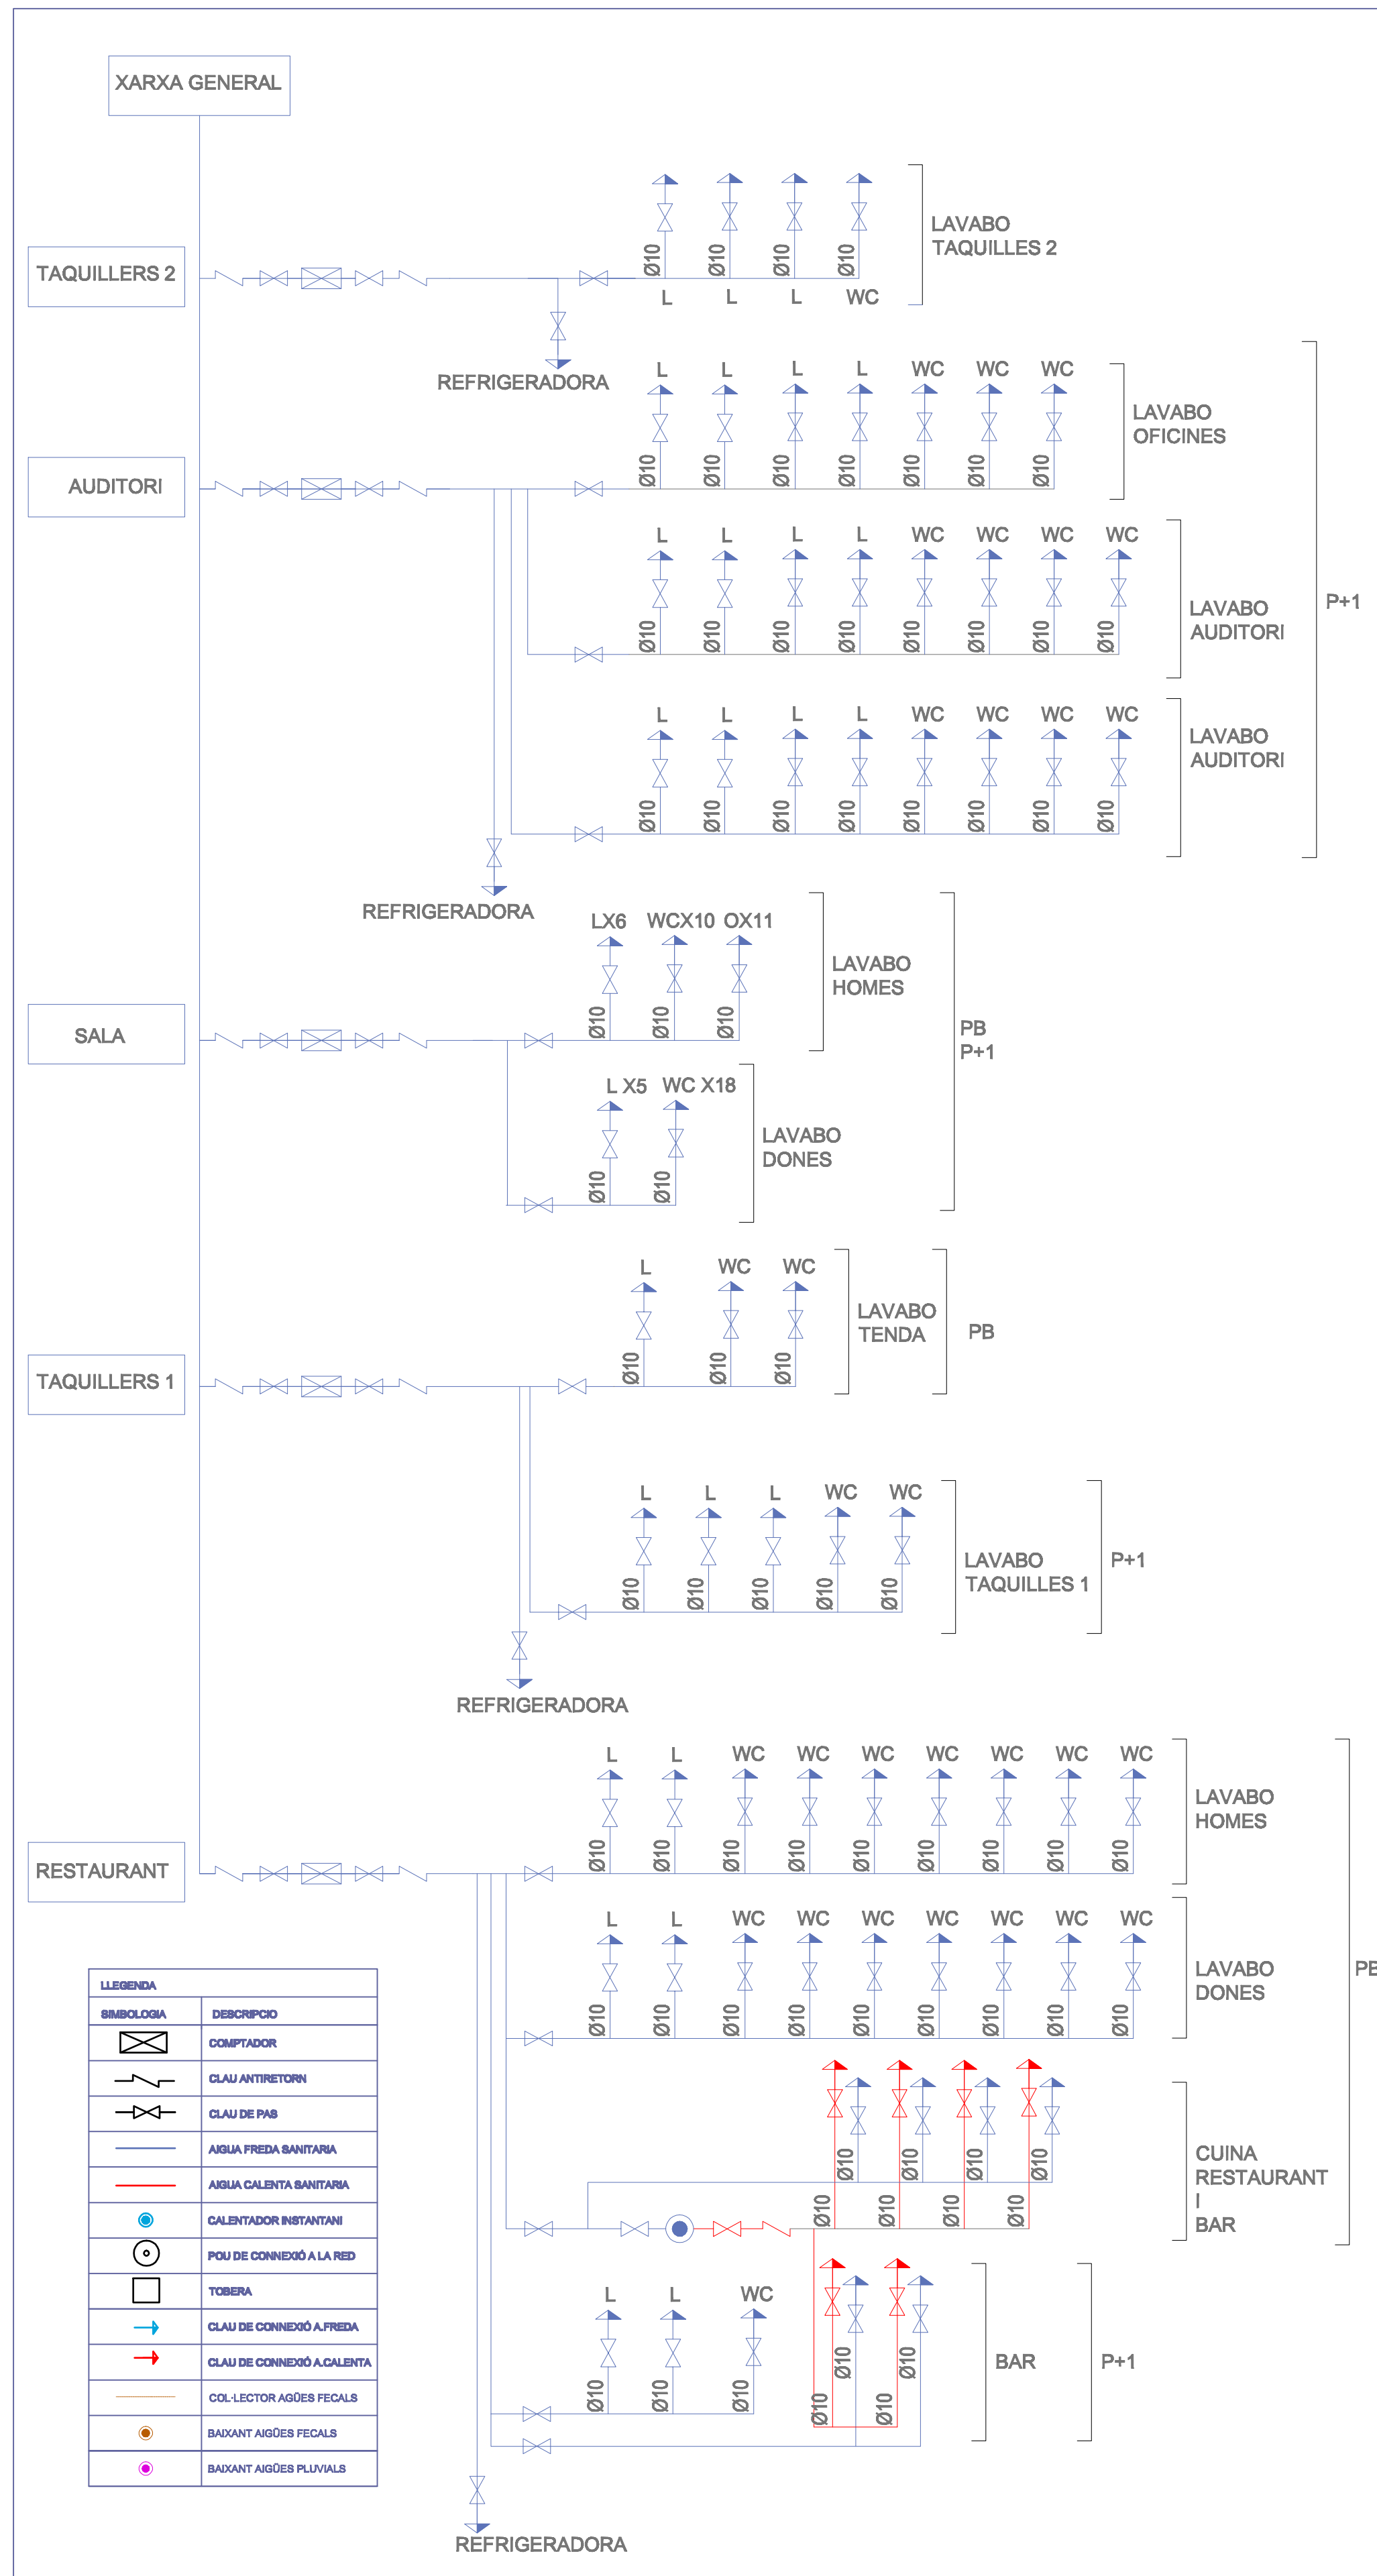 XARXA GENERAL
TAQUILLERS 2
Ø10 Ø10 Ø10 Ø10
L L L WC
LAVABO
TAQUILLES 2
REFRIGERADORA
AUDITORI
L L L L WC WC WC
Ø10 Ø10 Ø10 Ø10 Ø10 Ø10 Ø10
LAVABO
OFICINES
L L L L WC WC WC WC
Ø10 Ø10 Ø10 Ø10 Ø10 Ø10 Ø10 Ø10
LAVABO
AUDITORI
P+1
L L L L WC WC WC WC
Ø10 Ø10 Ø10 Ø10 Ø10 Ø10 Ø10 Ø10
LAVABO
AUDITORI
REFRIGERADORA
SALA
LX6 WCX10 OX11
Ø10 Ø10 Ø10
LAVABO
HOMES
PB
P+1
L X5 WC X18
Ø10 Ø10
LAVABO
DONES
TAQUILLERS 1
L WC WC
Ø10 Ø10 Ø10
LAVABO
TENDA
PB
L L L WC WC
Ø10 Ø10 Ø10 Ø10 Ø10
LAVABO
TAQUILLES 1
P+1
REFRIGERADORA
RESTAURANT
L L WC WC WC WC WC WC WC
Ø10 Ø10 Ø10 Ø10 Ø10 Ø10 Ø10 Ø10 Ø10
LAVABO
HOMES
L L WC WC WC WC WC WC WC
Ø10 Ø10 Ø10 Ø10 Ø10 Ø10 Ø10 Ø10 Ø10
LAVABO
DONES
PB
Ø10 Ø10 Ø10 Ø10
Ø10 Ø10 Ø10 Ø10
CUINA
RESTAURANT
I
BAR
L L WC
Ø10 Ø10
Ø10 Ø10 Ø10 Ø10 Ø10
BAR
P+1
REFRIGERADORA
LLEGENDA
SIMBOLOGIA DESCRIPCIO
COMPTADOR
CLAU ANTIRETORN
CLAU DE PAS
AIGUA FREDA SANITARIA
AIGUA CALENTA SANITARIA
CALENTADOR INSTANTANI
POU DE CONNEXIÓ A LA RED
TOBERA
CLAU DE CONNEXIÓ A.FREDA
CLAU DE CONNEXIÓ A.CALENTA
COL·LECTOR AGÜES FECALS
BAIXANT AIGÜES FECALS
BAIXANT AIGÜES PLUVIALS